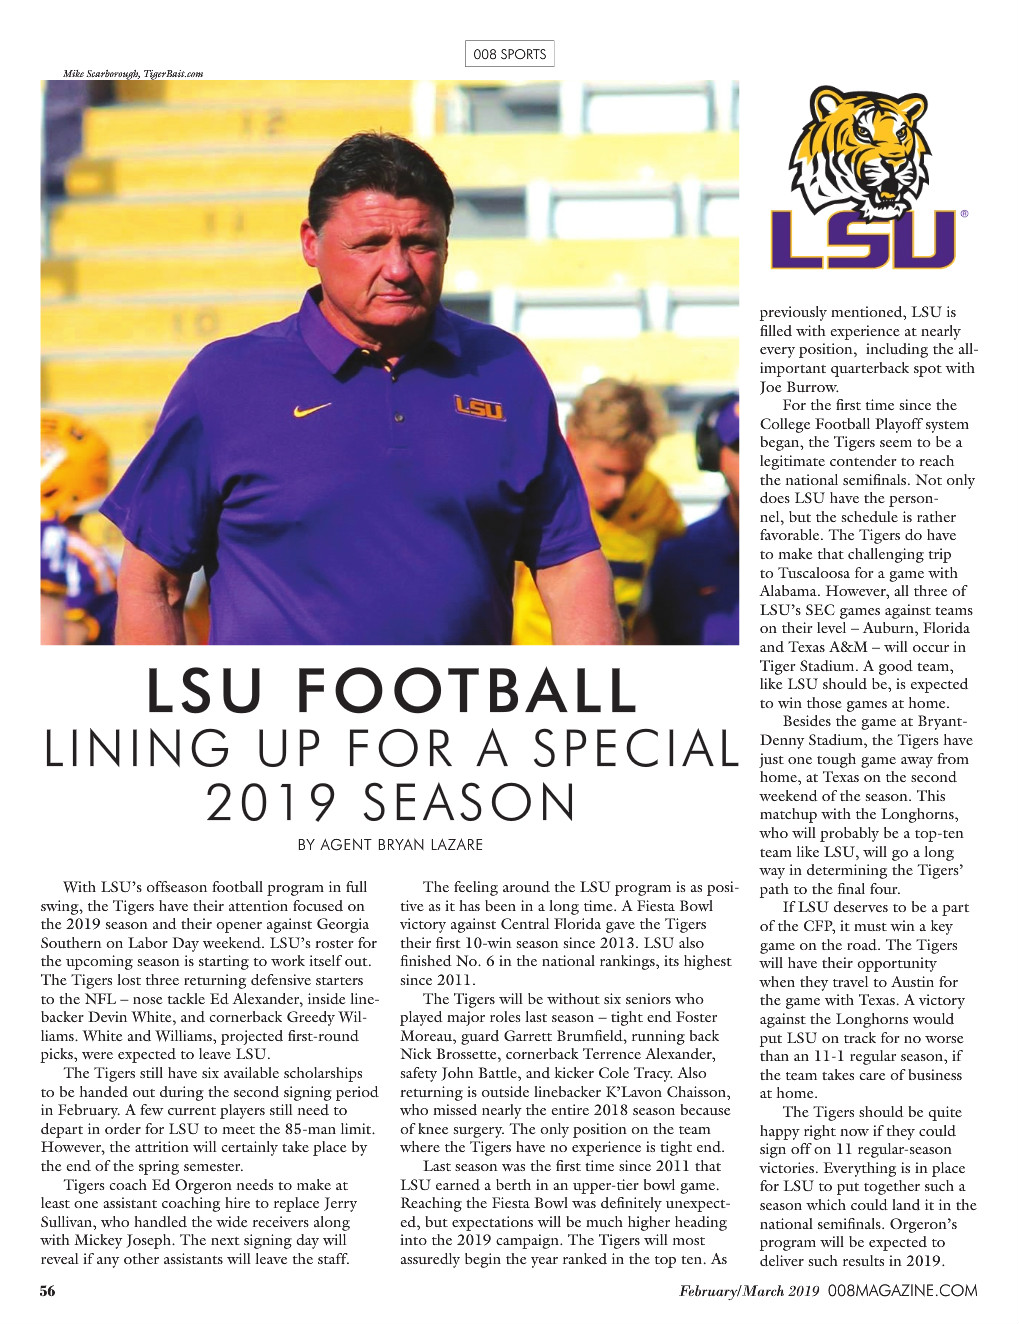 008 SPORTS
Mike Scarborough, TigerBait.com
LSU
LSU®
LSU FOOTBALL
LINING UP FOR A SPECIAL
2019 SEASON
BY AGENT BRYAN LAZARE
With LSU's offseason football program in full
swing, the Tigers have their attention focused on
the 2019 season and their opener against Georgia
Southern on Labor Day weekend. LSU's roster for
the upcoming season is starting to work itself out.
The Tigers lost three returning defensive starters
to the NFL – nose tackle Ed Alexander, inside line-
backer Devin White, and cornerback Greedy Wil-
liams. White and Williams, projected first-round
picks, were expected to leave LSU.
The Tigers still have six available scholarships
to be handed out during the second signing period
in February. A few current players still need to
depart in order for LSU to meet the 85-man limit.
However, the attrition will certainly take place by
the end of the spring semester.
Tigers coach Ed Orgeron needs to make at
least one assistant coaching hire to replace Jerry
Sullivan, who handled the wide receivers along
with Mickey Joseph. The next signing day will
reveal if any other assistants will leave the staff.
The feeling around the LSU program is as posi-
tive as it has been in a long time. A Fiesta Bowl
victory against Central Florida gave the Tigers
their first 10-win season since 2013. LSU also
finished No. 6 in the national rankings, its highest
since 2011.
The Tigers will be without six seniors who
played major roles last season – tight end Foster
Moreau, guard Garrett Brumfield, running back
Nick Brossette, cornerback Terrence Alexander,
safety John Battle, and kicker Cole Tracy. Also
returning is outside linebacker K'Lavon Chaisson,
who missed nearly the entire 2018 season because
of knee surgery. The only position on the team
where the Tigers have no experience is tight end.
Last season was the first time since 2011 that
LSU earned a berth in an upper-tier bowl game.
Reaching the Fiesta Bowl was definitely unexpect-
ed, but expectations will be much higher heading
into the 2019 campaign. The Tigers will most
assuredly begin the year ranked in the top ten. As
previously mentioned, LSU is
filled with experience at nearly
every position, including the all-
important quarterback spot with
Joe Burrow.
For the first time since the
College Football Playoff system
began, the Tigers seem to be a
legitimate contender to reach
the national semifinals. Not only
does LSU have the person-
nel, but the schedule is rather
favorable. The Tigers do have
to make that challenging trip
to Tuscaloosa for a game with
Alabama. However, all three of
LSU's SEC games against teams
on their level – Auburn, Florida
and Texas A&M – will occur in
Tiger Stadium. A good team,
like LSU should be, is expected
to win those games at home.
Besides the game at Bryant-
Denny Stadium, the Tigers have
just one tough game away from
home, at Texas on the second
weekend of the season. This
matchup with the Longhorns,
who will probably be a top-ten
team like LSU, will go a long
way in determining the Tigers'
path to the final four.
If LSU deserves to be a part
of the CFP, it must win a key
game on the road. The Tigers
will have their opportunity
when they travel to Austin for
the game with Texas. A victory
against the Longhorns would
put LSU on track for no worse
than an 11-1 regular season, if
the team takes care of business
at home.
The Tigers should be quite
happy right now if they could
sign off on 11 regular-season
victories. Everything is in place
for LSU to put together such a
season which could land it in the
national semifinals. Orgeron's
program will be expected to
deliver such results in 2019.
56
February/March 2019 008MAGAZINE.COM